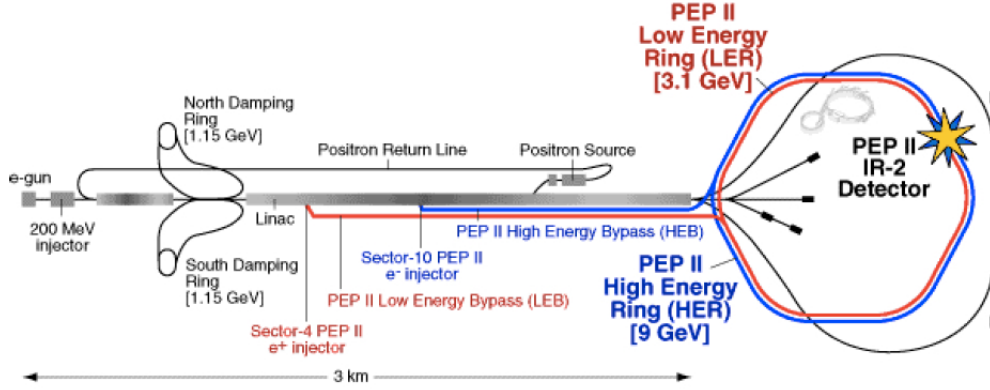 PEP II
Low Energy
Ring (LER)
[3.1 GeV]
North Damping
Ring
[1.15 GeV]
Positron Return Line
Positron Source
e-gun
200 MeV
injector
Linac
PEP II
IR-2
Detector
PEP II High Energy Bypass (HEB)
Sector-10 PEP II
e- injector
South Damping
Ring
[1.15 GeV]
PEP II Low Energy Bypass (LEB)
PEP II
High Energy
Ring (HER)
[9 GeV]
Sector-4 PEP II
e+ injector
3 km